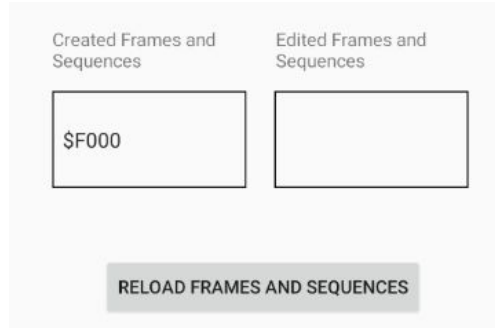 Created Frames and
Sequences
Edited Frames and
Sequences
$F000
RELOAD FRAMES AND SEQUENCES